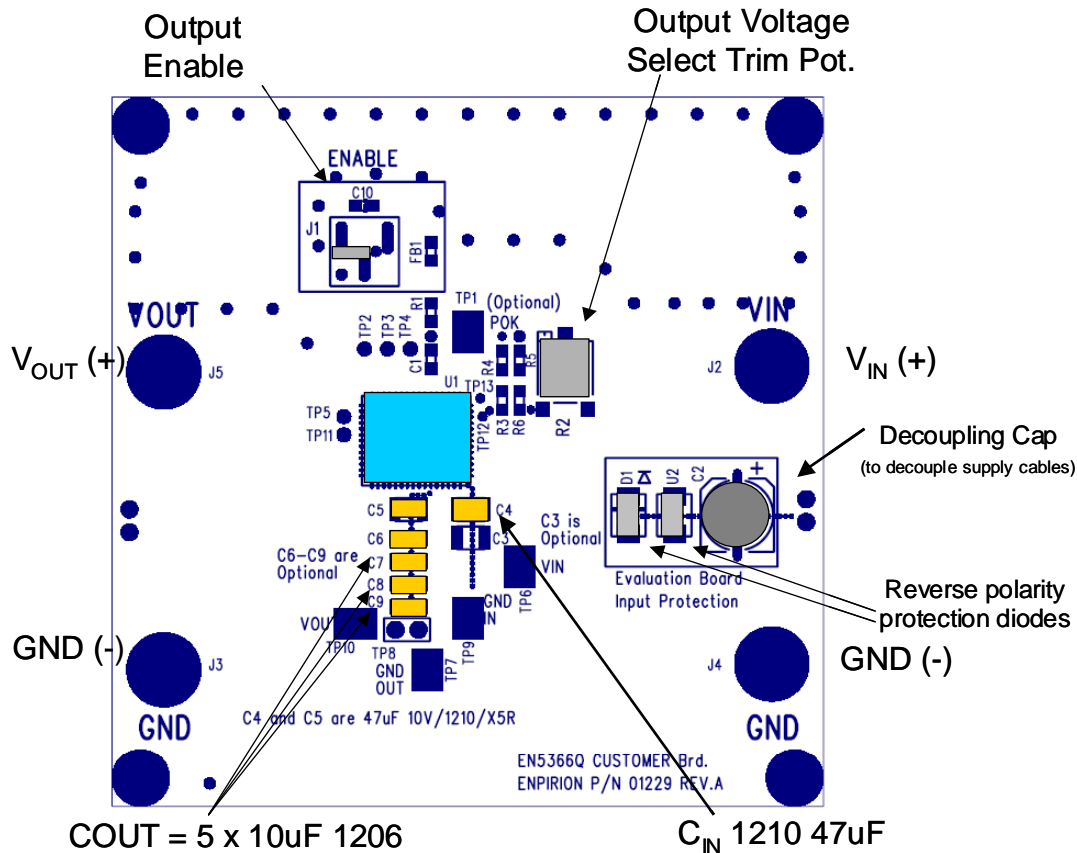 Output
Enable
Output Voltage
Select Trim Pot.
ENABLE
C10
J1
FB1
R1
TP1
(Optional)
POK
TP2
TP3
TP4
C1
R4
R5
VOUT
VIN
V_OUT (+)
J5
J2
V_IN (+)
U1
TP13
TP12
R3
R6
R2
TP5
TP11
Decoupling Cap
(to decouple supply cables)
D1
U2
C2
+
C5
C4
C6
C3
C3 is
Optional
C7
C6-C9 are
Optional
C8
C9
VIN
TP6
Evaluation Board
Input Protection
Reverse polarity
protection diodes
VOUT
TP10
TP8
GND
IN
TP9
GND
OUT
TP7
GND (-)
J3
J4
GND (-)
C4 and C5 are 47uF 10V/1210/X5R
GND
GND
EN5366Q CUSTOMER Brd.
ENPIRION P/N 01229 REV.A
COUT = 5 x 10uF 1206
C_IN 1210 47uF